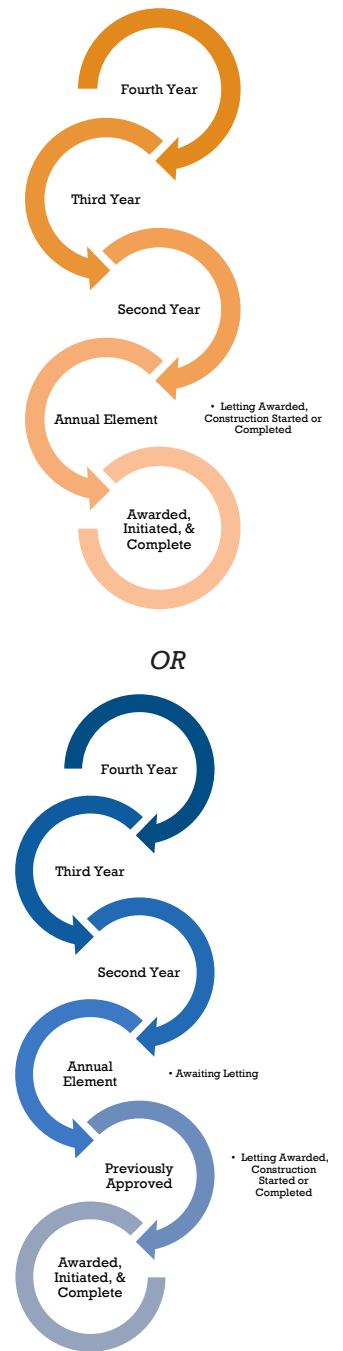 Fourth Year
Third Year
Second Year
Annual Element
• Letting Awarded,
Construction Started or
Completed
Awarded,
Initiated, &
Complete
OR
Fourth Year
Third Year
Second Year
Annual
Element
• Awaiting Letting
Previously
Approved
• Letting Awarded,
Construction
Started or
Completed
Awarded,
Initiated, &
Complete